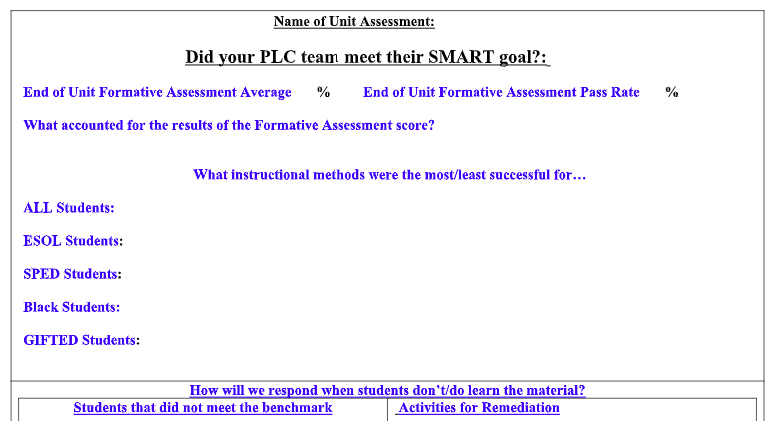 Name of Unit Assessment:
Did your PLC team meet their SMART goal?:
End of Unit Formative Assessment Average % End of Unit Formative Assessment Pass Rate %
What accounted for the results of the Formative Assessment score?
What instructional methods were the most/least successful for…
ALL Students:
ESOL Students:
SPED Students:
Black Students:
GIFTED Students:
How will we respond when students don't/do learn the material?
Students that did not meet the benchmark
Activities for Remediation